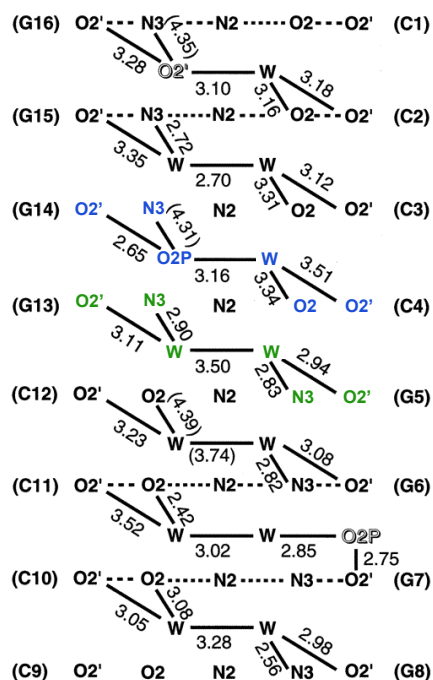 (G16) O2' N3 (4.35) N2 O2 O2' (C1)
3.28 O2' 3.10 W 3.16 3.18
(G15) O2' N3 2.72 N2 O2 O2' (C2)
3.35 W 2.70 W 3.31 3.12
(G14) O2' N3 (4.31) N2 O2 O2' (C3)
2.65 O2P 3.16 W 3.34 3.51
(G13) O2' N3 2.90 N2 O2 O2' (C4)
3.11 W 3.50 W 2.83 2.94
(C12) O2' O2 (4.39) N2 N3 O2' (G5)
3.23 W (3.74) W 2.82 3.08
(C11) O2' O2 2.42 N2 N3 O2' (G6)
3.52 W 3.02 W 2.85 O2P
2.75
(C10) O2' O2 3.08 N2 N3 O2' (G7)
3.05 W 3.28 W 2.56 2.98
(C9) O2' O2 N2 N3 O2' (G8)